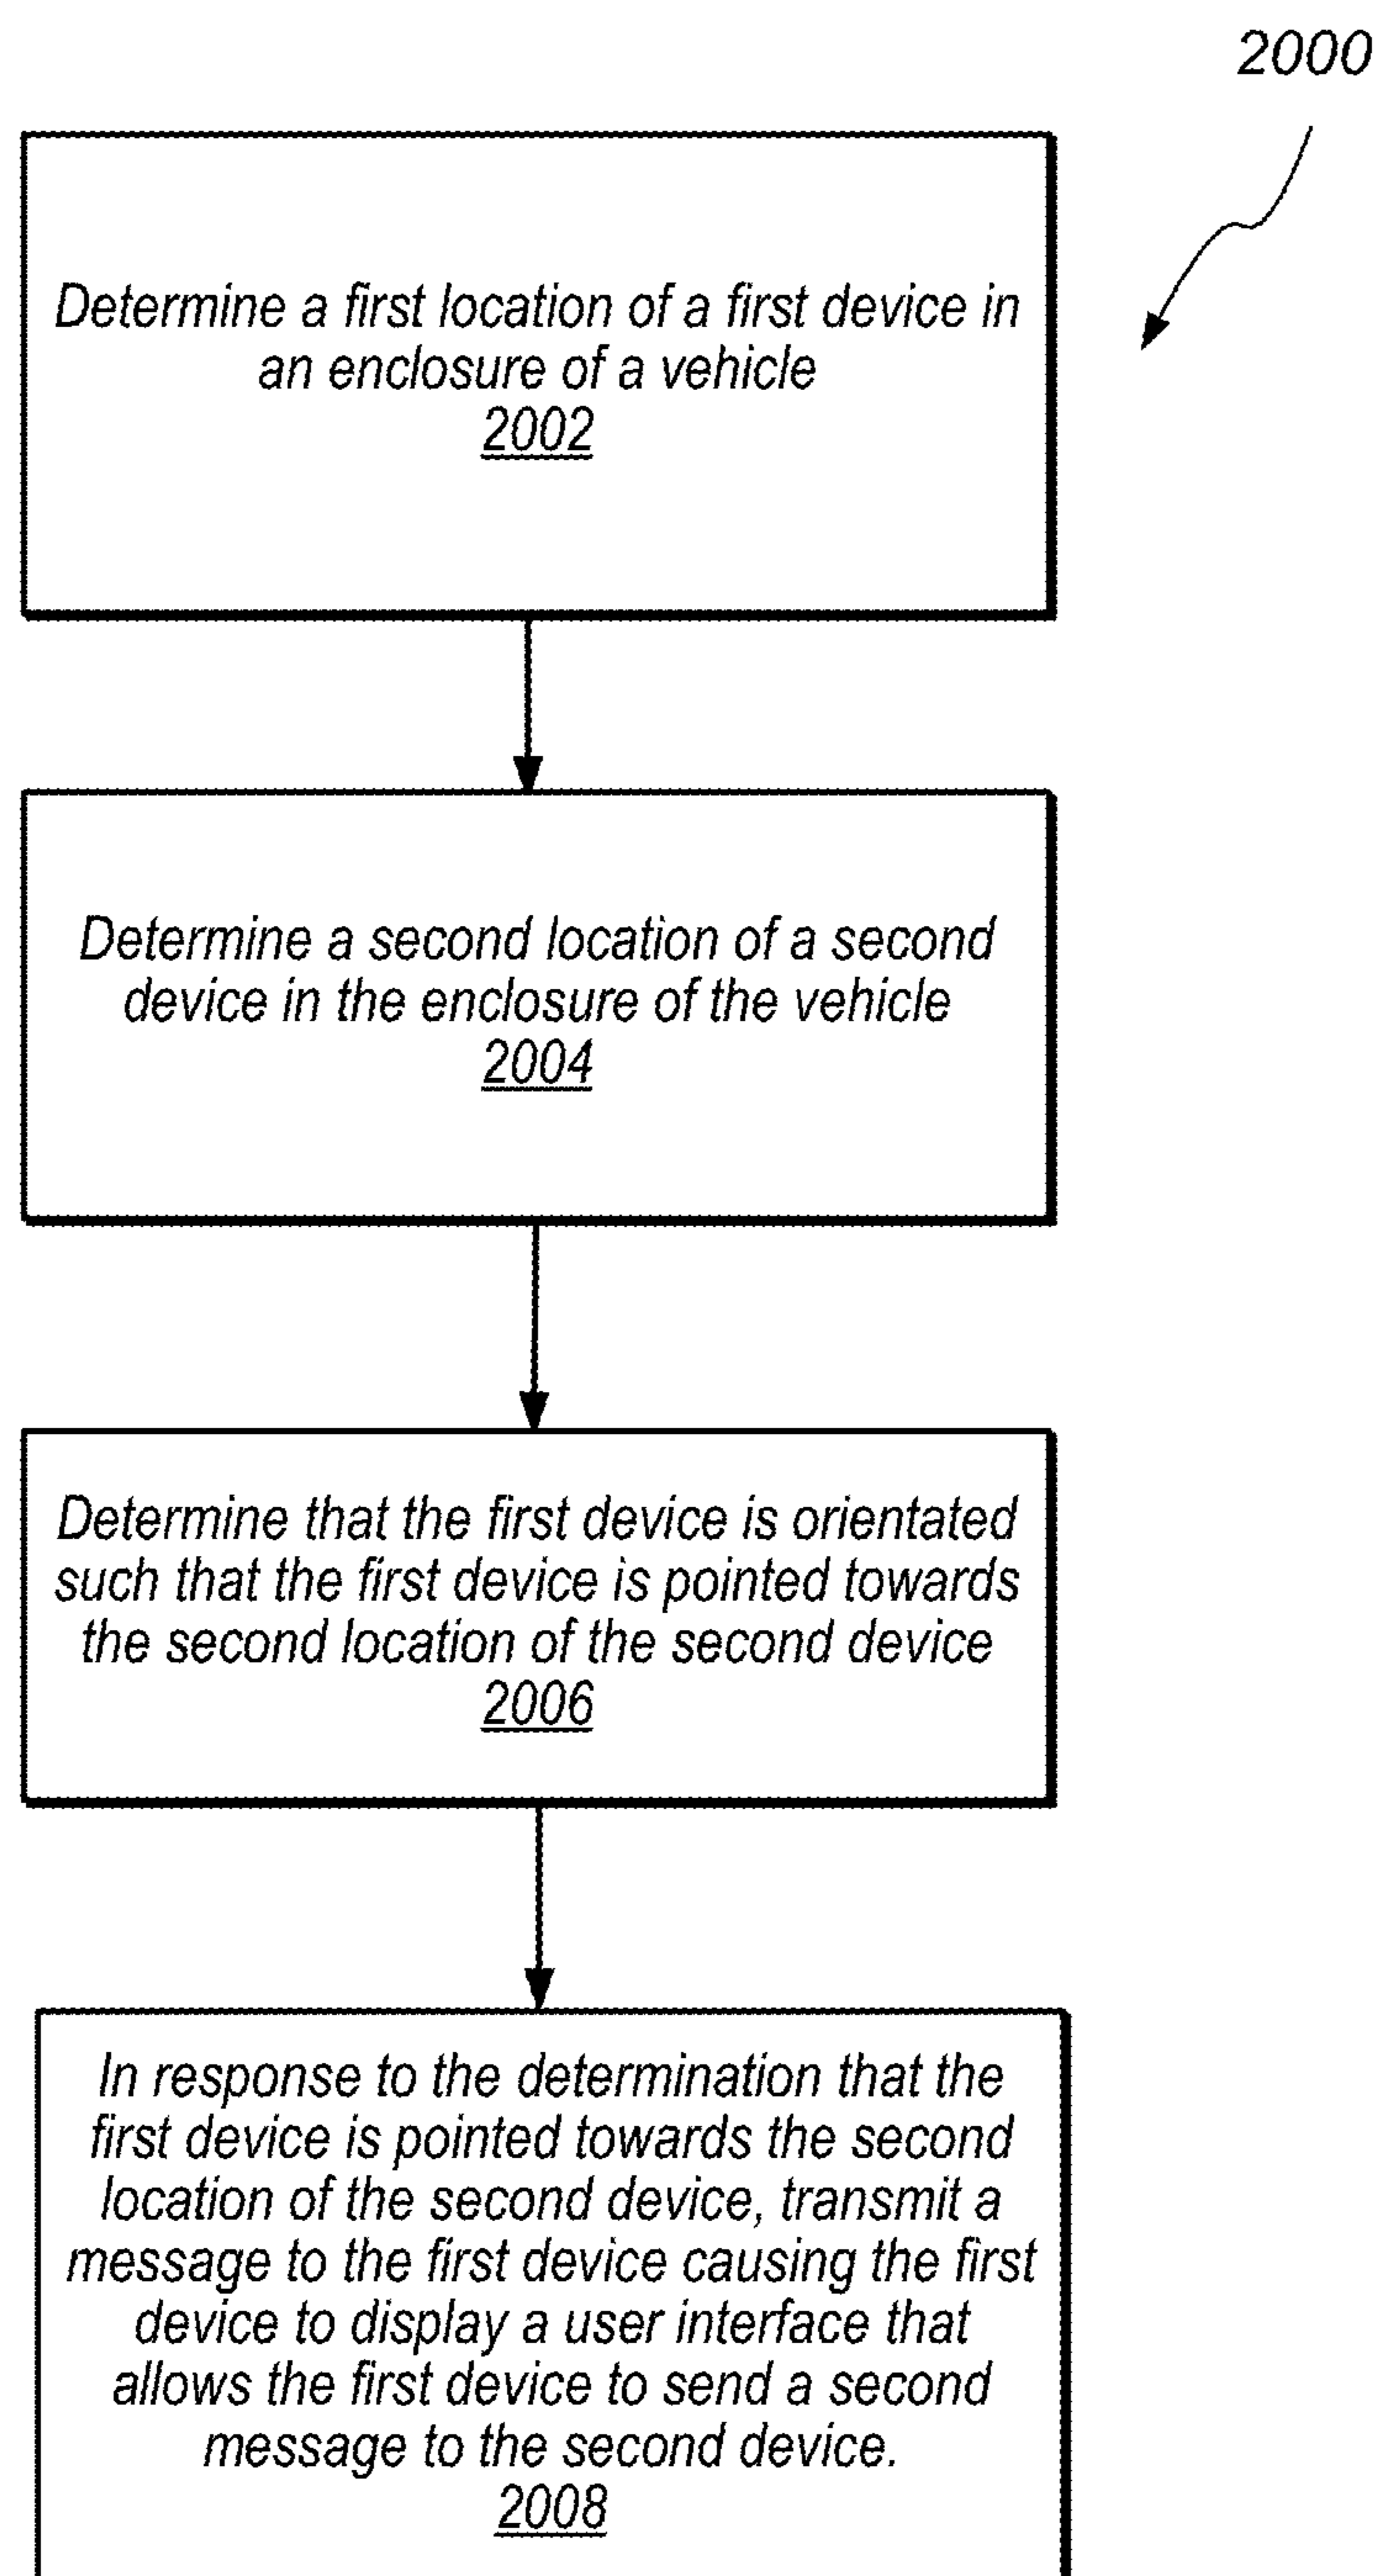 2000
Determine a first location of a first device in
an enclosure of a vehicle
2002
Determine a second location of a second
device in the enclosure of the vehicle
2004
Determine that the first device is orientated
such that the first device is pointed towards
the second location of the second device
2006
In response to the determination that the
first device is pointed towards the second
location of the second device, transmit a
message to the first device causing the first
device to display a user interface that
allows the first device to send a second
message to the second device.
2008